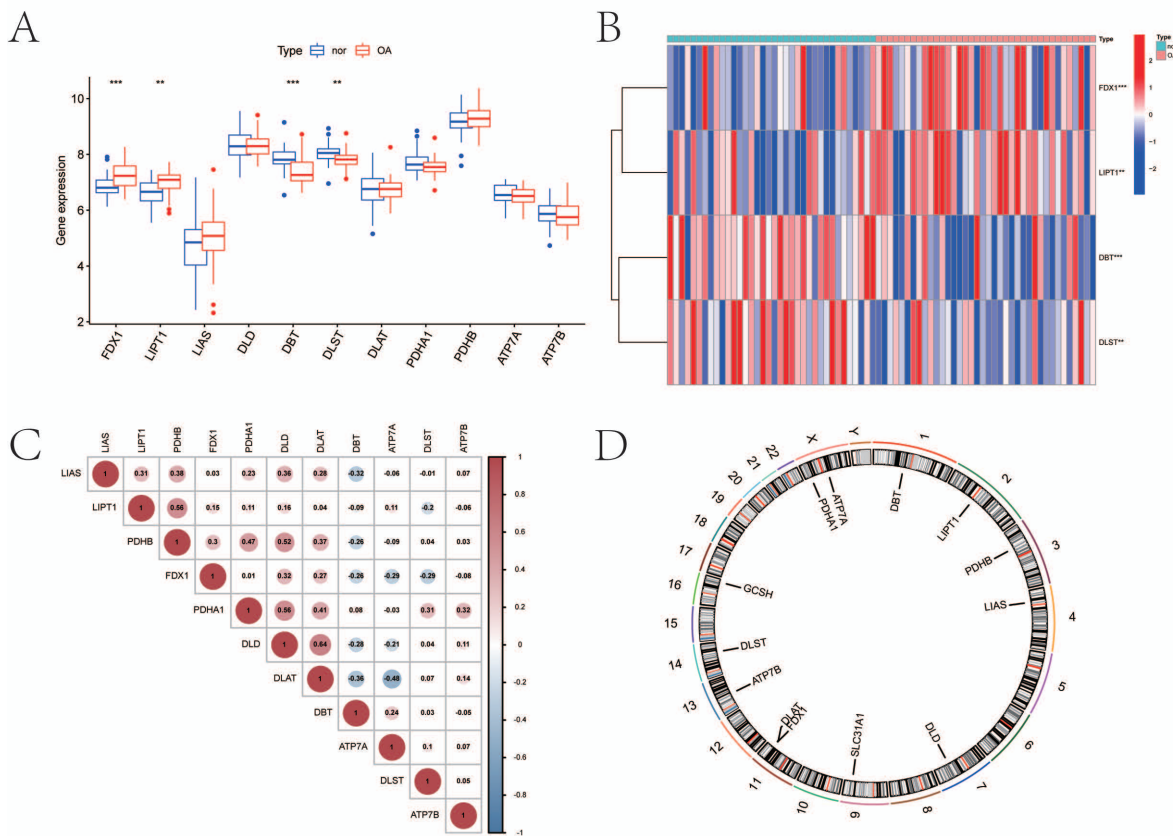 A
Type nor OA
*** ** *** **
Gene expression
10
8
6
4
2
FDX1 LIPT1 LIAS DLD DBT DLST DLAT PDHA1 PDHB ATP7A ATP7B
B
Type
Type
nor
OA
FDX1***
LIPT1**
DBT***
DLST**
2
1
0
-1
-2
C
LIAS LIPT1 PDHB FDX1 PDHA1 DLD DLAT DBT ATP7A DLST ATP7B
LIAS 1 0.31 0.38 0.03 0.23 0.36 0.28 -0.32 -0.06 -0.01 0.07
LIPT1 1 0.56 0.15 0.11 0.16 0.04 -0.09 0.11 -0.2 -0.06
PDHB 1 0.3 0.47 0.52 0.37 -0.26 -0.09 0.04 0.03
FDX1 1 0.01 0.32 0.27 -0.26 -0.29 -0.29 -0.08
PDHA1 1 0.56 0.41 0.08 -0.03 0.31 0.32
DLD 1 0.64 -0.28 -0.21 0.04 0.11
DLAT 1 -0.36 -0.48 0.07 0.14
DBT 1 0.24 0.03 -0.05
ATP7A 1 0.1 0.07
DLST 1 0.05
ATP7B 1
1
0.8
0.6
0.4
0.2
0
-0.2
-0.4
-0.6
-0.8
-1
D
1
2
3
4
5
6
7
8
9
10
11
12
13
14
15
16
17
18
19
20
21
22
X
Y
DBT
LIPT1
PDHB
LIAS
DLD
SLC31A1
FDX1
DLAT
ATP7B
DLST
GCSH
PDHA1
ATP7A